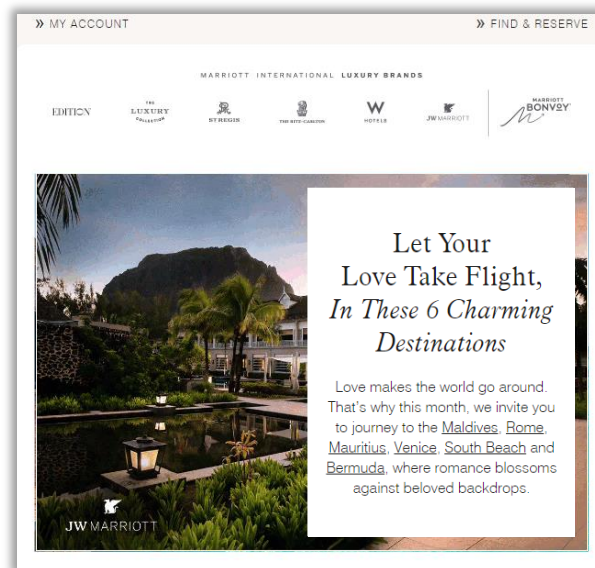 » MY ACCOUNT
» FIND & RESERVE
MARRIOTT INTERNATIONAL LUXURY BRANDS
EDITION
THE
LUXURY
COLLECTION
ST REGIS
THE RITZ-CARLTON
W
HOTELS
JW MARRIOTT
MARRIOTT
BONVOY
Let Your
Love Take Flight,
In These 6 Charming
Destinations
Love makes the world go around.
That's why this month, we invite you
to journey to the Maldives, Rome,
Mauritius, Venice, South Beach and
Bermuda, where romance blossoms
against beloved backdrops.
JW MARRIOTT